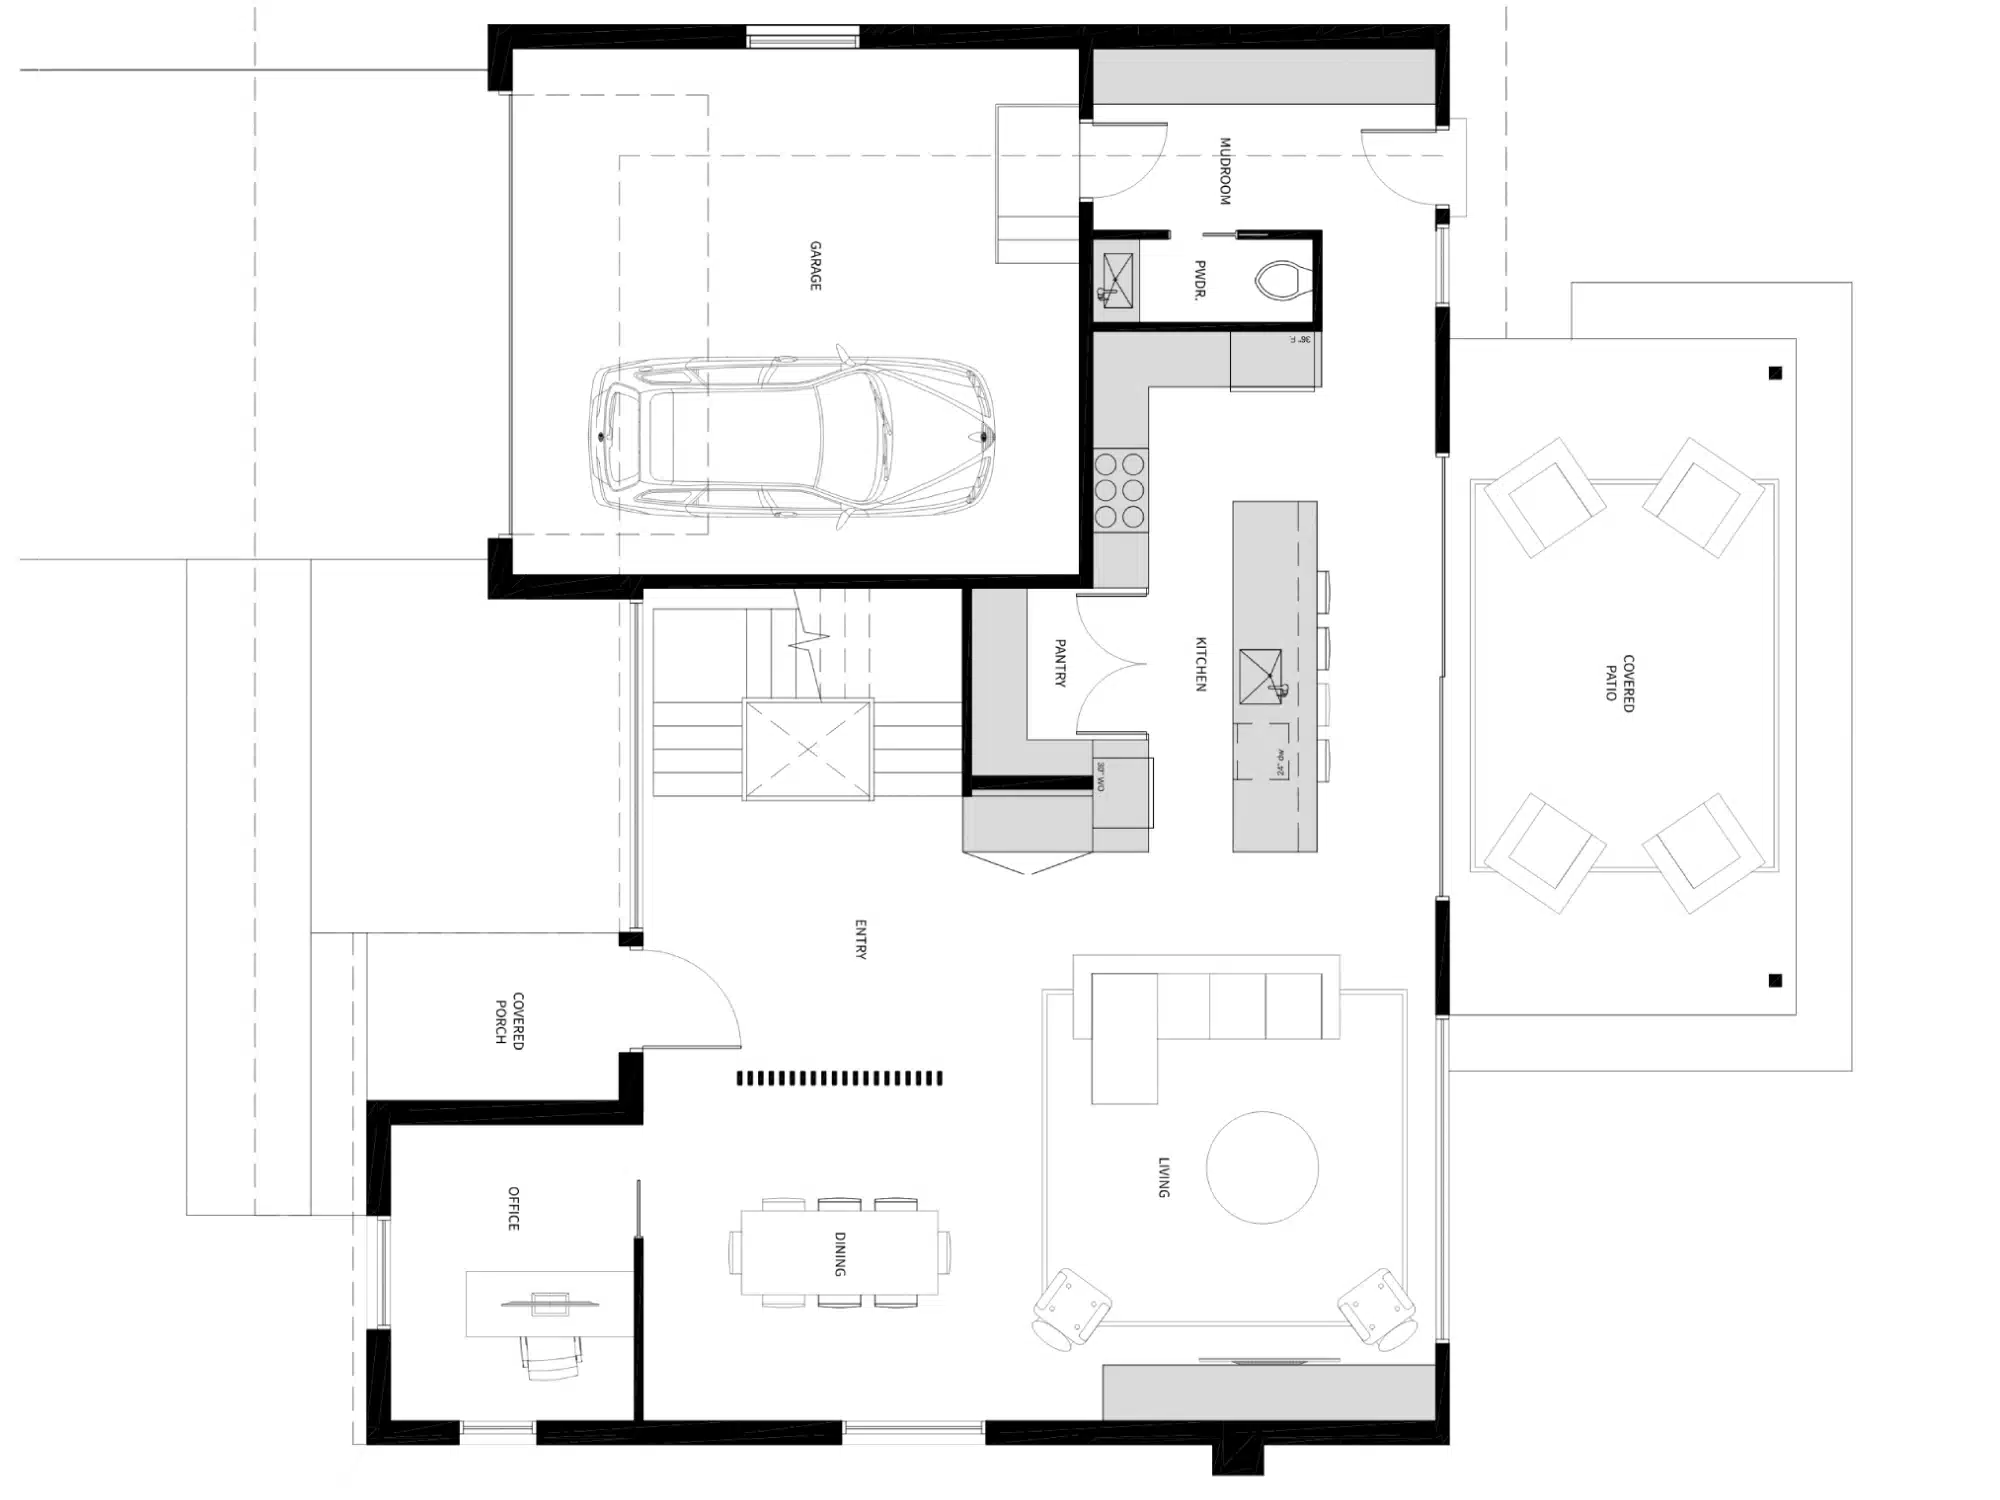 MUDROOM
GARAGE
PWDR.
36" F.
PANTRY
KITCHEN
COVERED
PATIO
24" dw
30" WO
ENTRY
COVERED
PORCH
LIVING
OFFICE
DINING